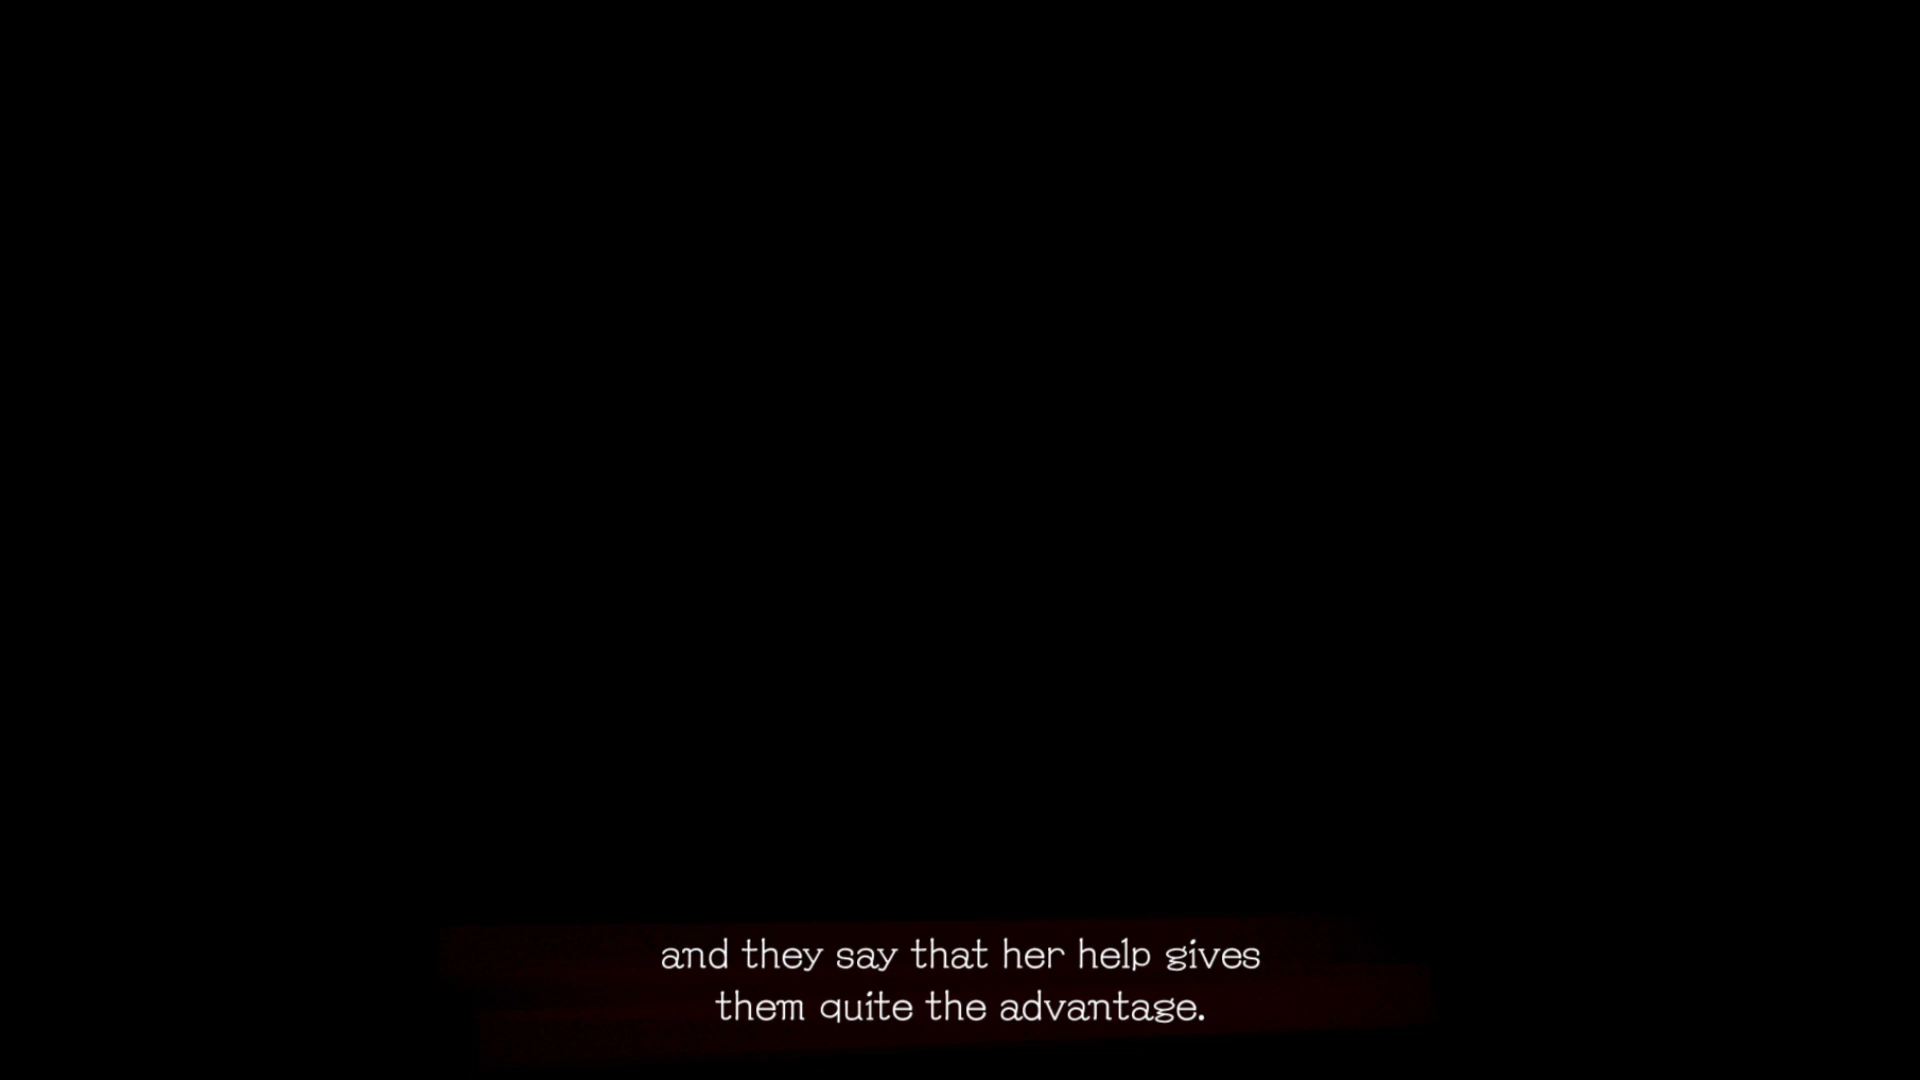 and they say that her help gives
them quite the advantage.